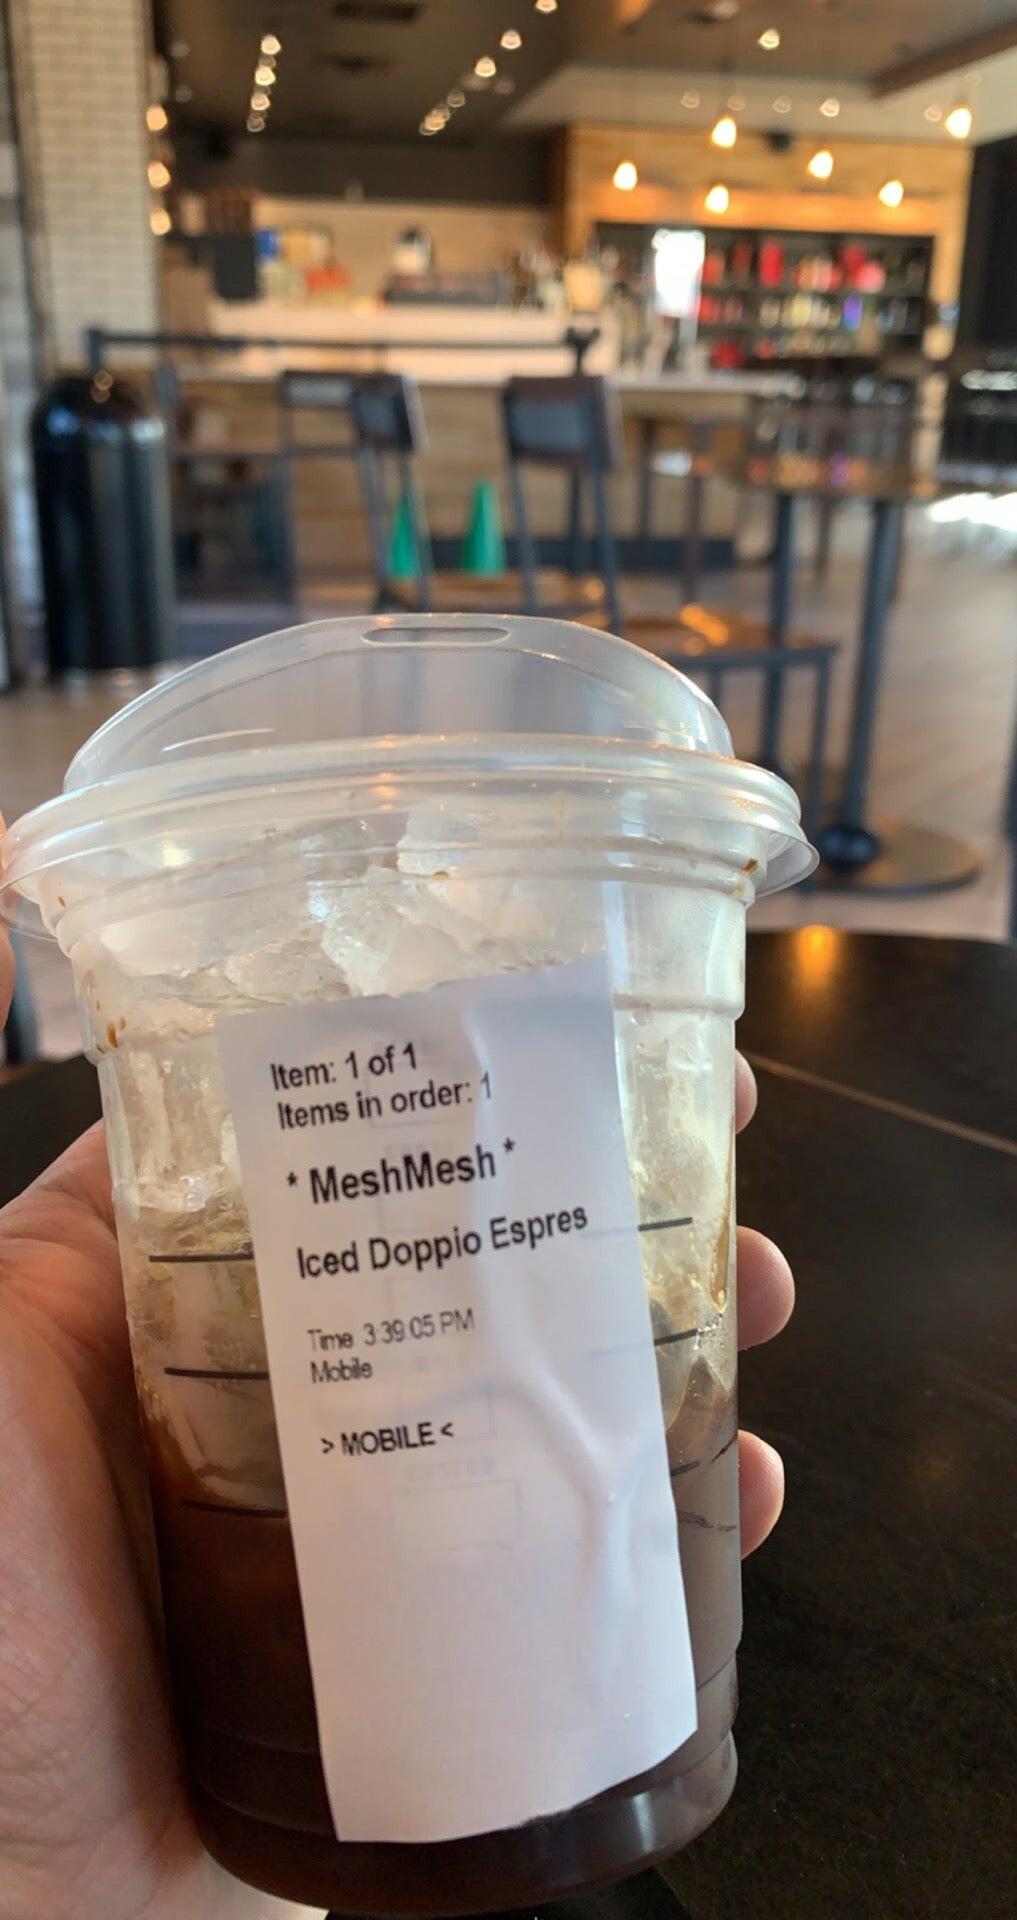 Item: 1 of 1
Items in order: 1
* MeshMesh *
Iced Doppio Espres
Time 3:39:05 PM
Mobile
> MOBILE <